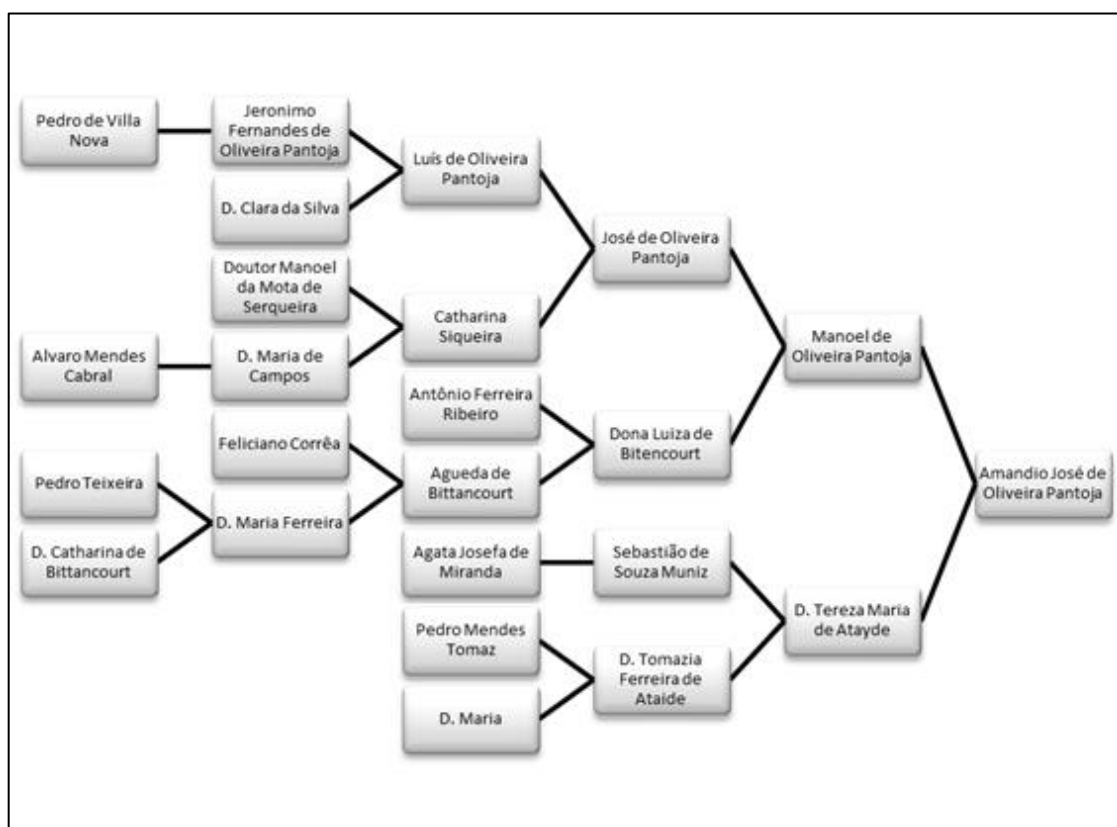 Pedro de Villa
Nova
Alvaro Mendes
Cabral
Pedro Teixeira
D. Catharina de
Bittancourt
Jeronimo
Fernandes de
Oliveira Pantoja
D. Clara da Silva
Doutor Manoel
da Mota de
Serqueira
D. Maria de
Campos
Feliciano Corrêa
D. Maria Ferreira
Luís de Oliveira
Pantoja
Catharina
Siqueira
Antônio Ferreira
Ribeiro
Agueda de
Bittancourt
Agata Josefa de
Miranda
Pedro Mendes
Tomaz
D. Maria
José de Oliveira
Pantoja
Dona Luiza de
Bitencourt
Sebastião de
Souza Muniz
D. Tomazia
Ferreira de
Ataide
Manoel de
Oliveira Pantoja
D. Tereza Maria
de Atayde
Amandio José de
Oliveira Pantoja